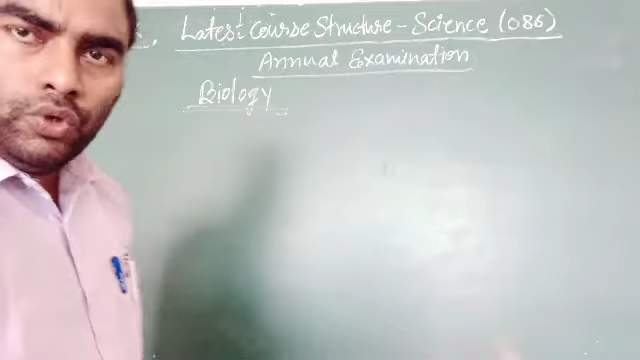 Latest Course Structure - Science (086)
Annual Examination
Biology